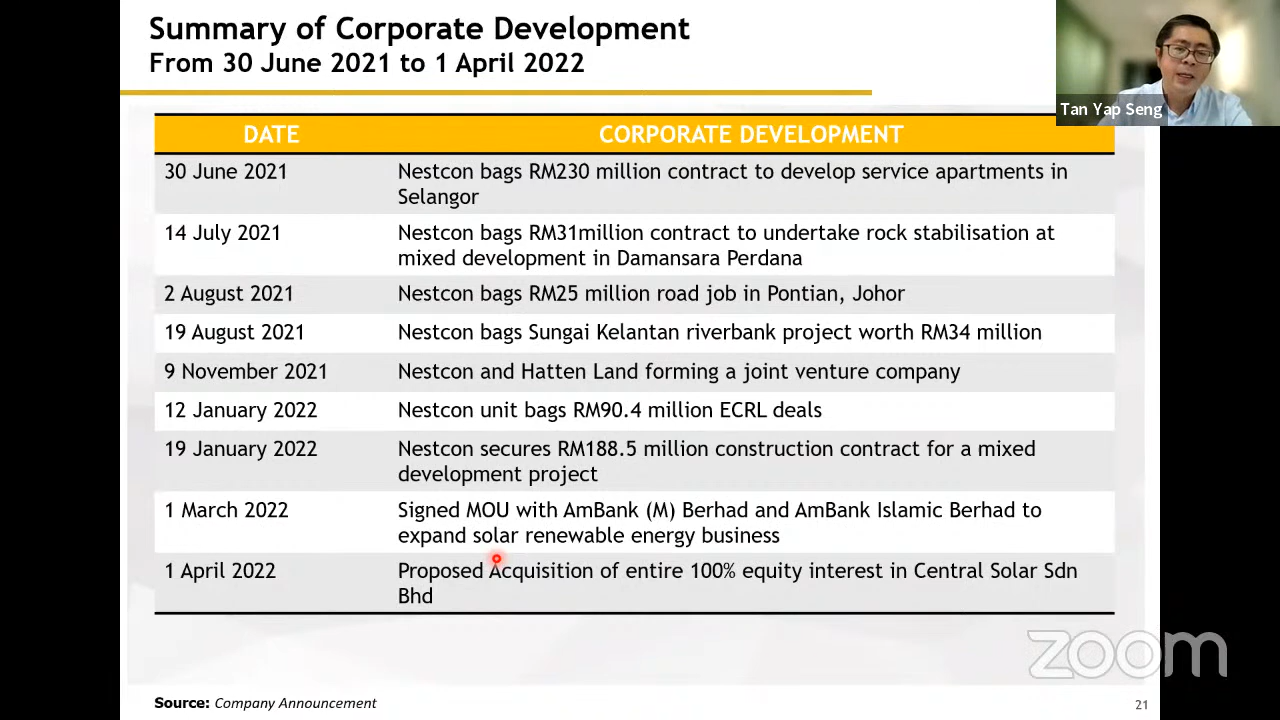 Summary of Corporate Development
From 30 June 2021 to 1 April 2022
Tan Yap Seng
DATE CORPORATE DEVELOPMENT
30 June 2021 Nestcon bags RM230 million contract to develop service apartments in
Selangor
14 July 2021 Nestcon bags RM31million contract to undertake rock stabilisation at
mixed development in Damansara Perdana
2 August 2021 Nestcon bags RM25 million road job in Pontian, Johor
19 August 2021 Nestcon bags Sungai Kelantan riverbank project worth RM34 million
9 November 2021 Nestcon and Hatten Land forming a joint venture company
12 January 2022 Nestcon unit bags RM90.4 million ECRL deals
19 January 2022 Nestcon secures RM188.5 million construction contract for a mixed
development project
1 March 2022 Signed MOU with AmBank (M) Berhad and AmBank Islamic Berhad to
expand solar renewable energy business
1 April 2022 Proposed Acquisition of entire 100% equity interest in Central Solar Sdn
Bhd
zoom
Source: Company Announcement
21